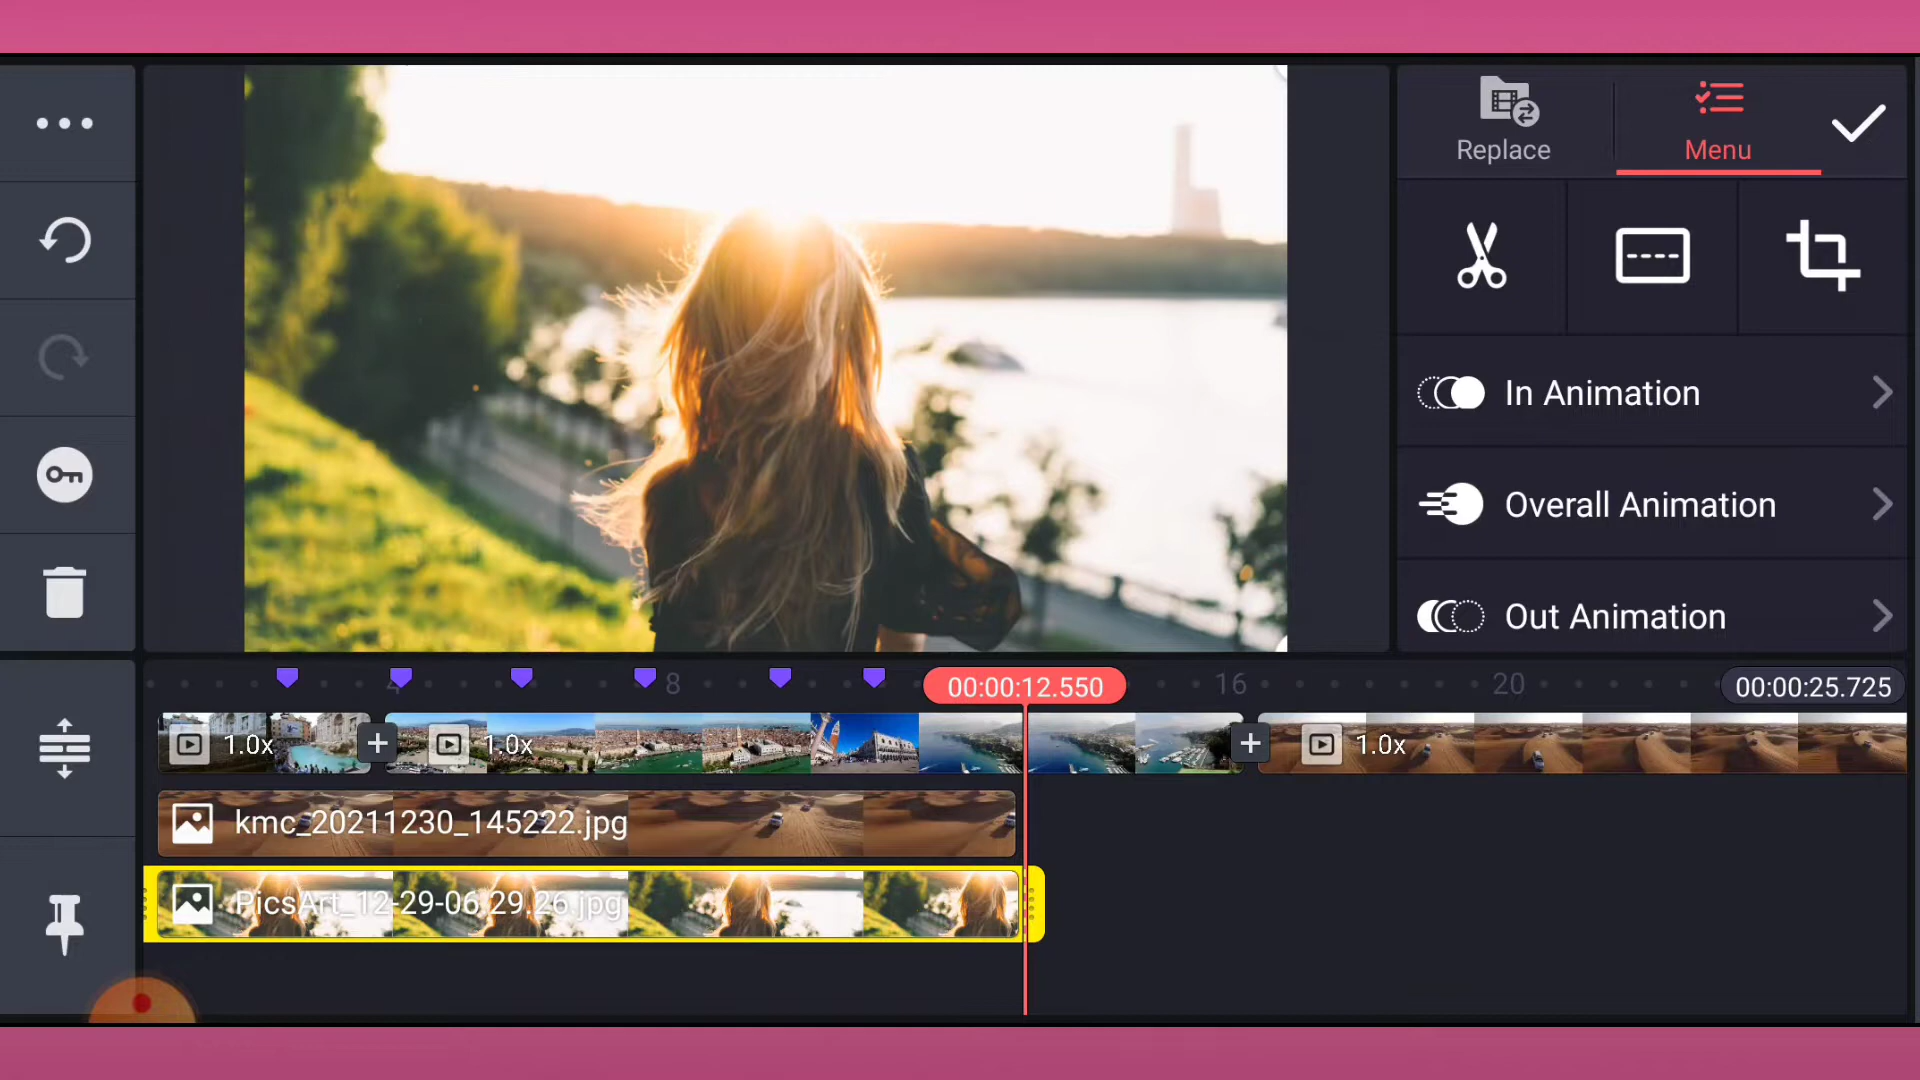 Replace
Menu
In Animation
Overall Animation
Out Animation
4
8
00:00:12.550
16
20
00:00:25.725
1.0x
1.0x
1.0x
kmc_20211230_145222.jpg
PicsArt_12-29-06.29.26.jpg